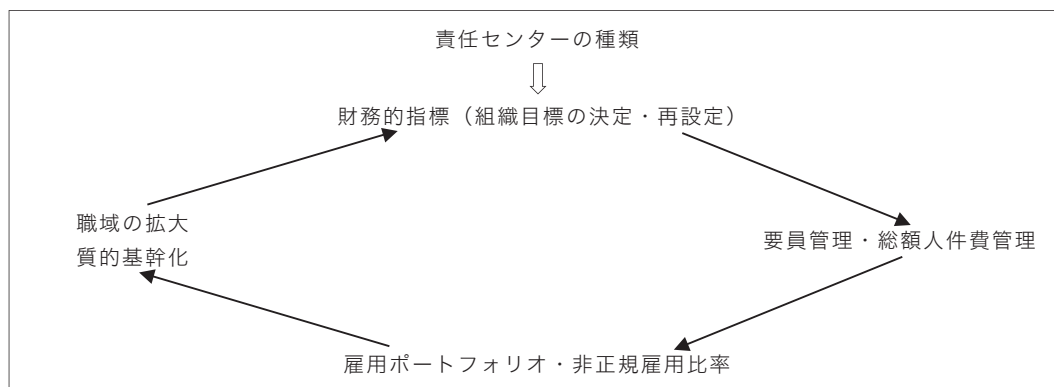 責任センターの種類
財務的指標（組織目標の決定・再設定）
職域の拡大
質的基幹化
要員管理・総額人件費管理
雇用ポートフォリオ・非正規雇用比率